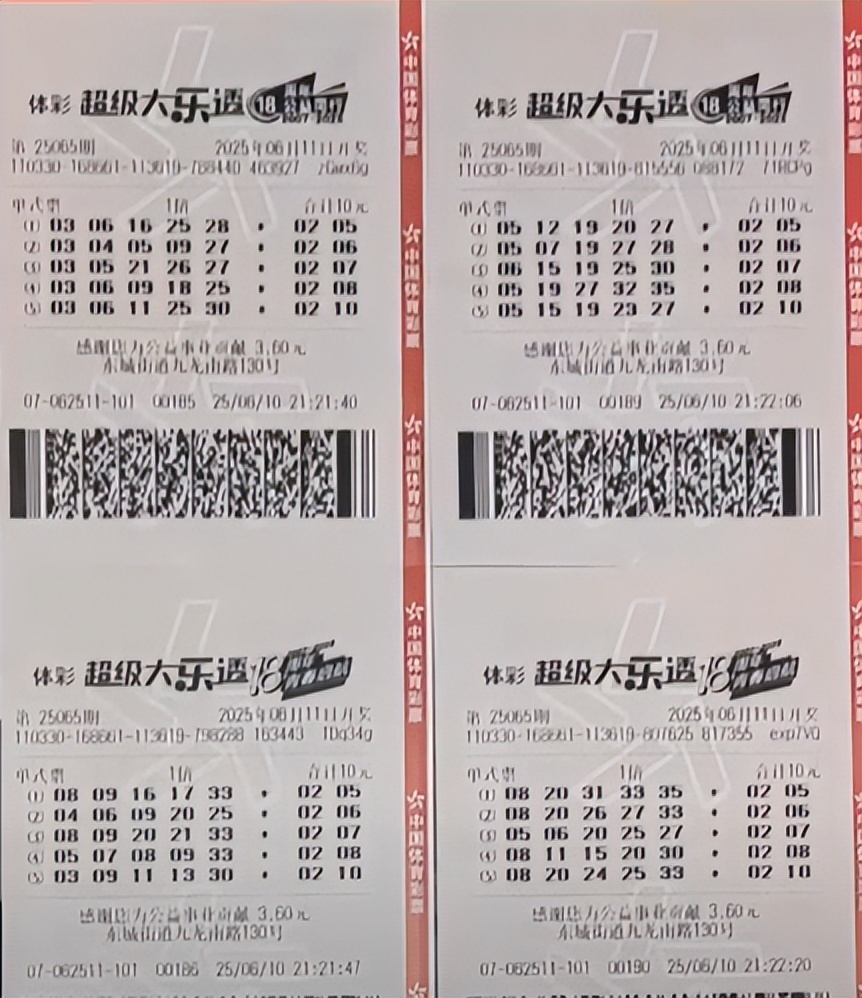 体彩 超级大乐透 18
第 25065期 2025年06月11日开奖
110330-168661-113619-788440 463927
单式票 1倍 合计10元
(1) 03 06 16 25 28 * 02 05
(2) 03 04 05 09 27 * 02 06
(3) 03 05 21 26 27 * 02 07
(4) 03 06 09 18 25 * 02 08
(5) 03 06 11 25 30 * 02 10
感谢您为公益事业贡献 3.60元
东城街道九龙山路130号
07-062511-101 00185 25/06/10 21:21:40
中国体育彩票
体彩 超级大乐透 18
第 25065期 2025年06月11日开奖
110330-168661-113619-815556 088172
单式票 1倍 合计10元
(1) 05 12 19 20 27 * 02 05
(2) 05 07 19 27 28 * 02 06
(3) 06 15 19 25 30 * 02 07
(4) 05 19 27 32 35 * 02 08
(5) 05 15 19 23 27 * 02 10
感谢您为公益事业贡献 3.60元
东城街道九龙山路130号
07-062511-101 00189 25/06/10 21:22:06
中国体育彩票
体彩 超级大乐透 18
第 25065期 2025年06月11日开奖
110330-168661-113619-798288 163443
单式票 1倍 合计10元
(1) 08 09 16 17 33 * 02 05
(2) 04 06 09 20 25 * 02 06
(3) 08 09 20 21 33 * 02 07
(4) 05 07 08 09 33 * 02 08
(5) 03 09 11 13 30 * 02 10
感谢您为公益事业贡献 3.60元
东城街道九龙山路130号
07-062511-101 00186 25/06/10 21:21:47
中国体育彩票
体彩 超级大乐透 18
第 25065期 2025年06月11日开奖
110330-168661-113619-807625 817355
单式票 1倍 合计10元
(1) 08 20 31 33 35 * 02 05
(2) 08 20 26 27 33 * 02 06
(3) 05 06 20 25 27 * 02 07
(4) 08 11 15 20 30 * 02 08
(5) 08 20 24 25 33 * 02 10
感谢您为公益事业贡献 3.60元
东城街道九龙山路130号
07-062511-101 00190 25/06/10 21:22:20
中国体育彩票